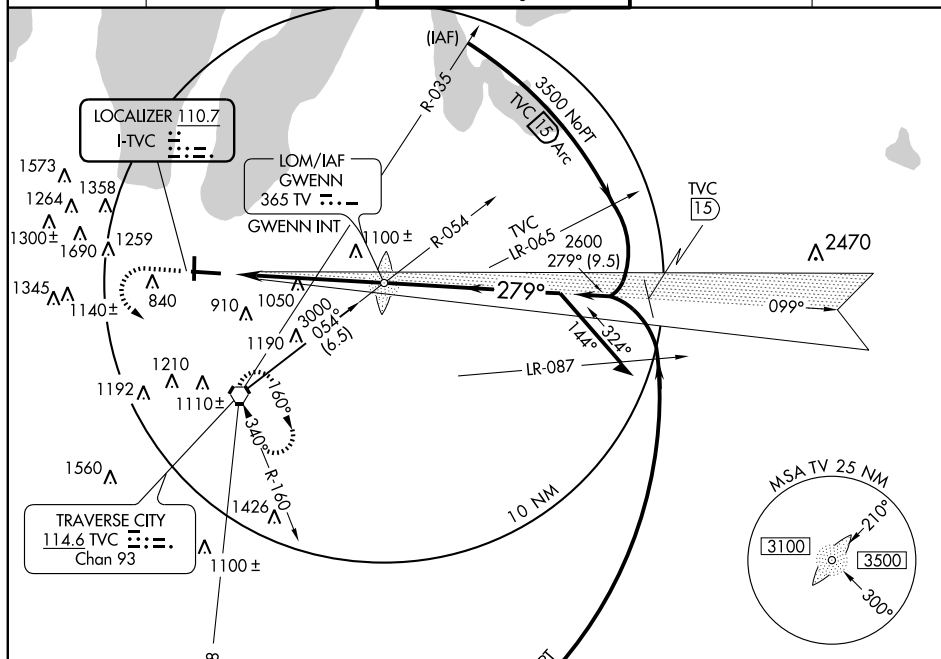 (IAF)
R-035
3500 NoPT
TVC 15 Arc
LOCALIZER 110.7
I-TVC
LOM/IAF
GWENN
365 TV
GWENN INT
1573
1264
1358
1300±
1690
1259
1345
1140±
840
910
1050
1100±
R-054
TVC
LR-065
2600
279° (9.5)
TVC
15
2470
279°
099°
3000
054°
(6.5)
1190
144°
324°
LR-087
1210
1192
1110±
160°
340°
R-160
1560
1426
10 NM
TRAVERSE CITY
114.6 TVC
Chan 93
1100±
MSA TV 25 NM
210°
3100
3500
300°